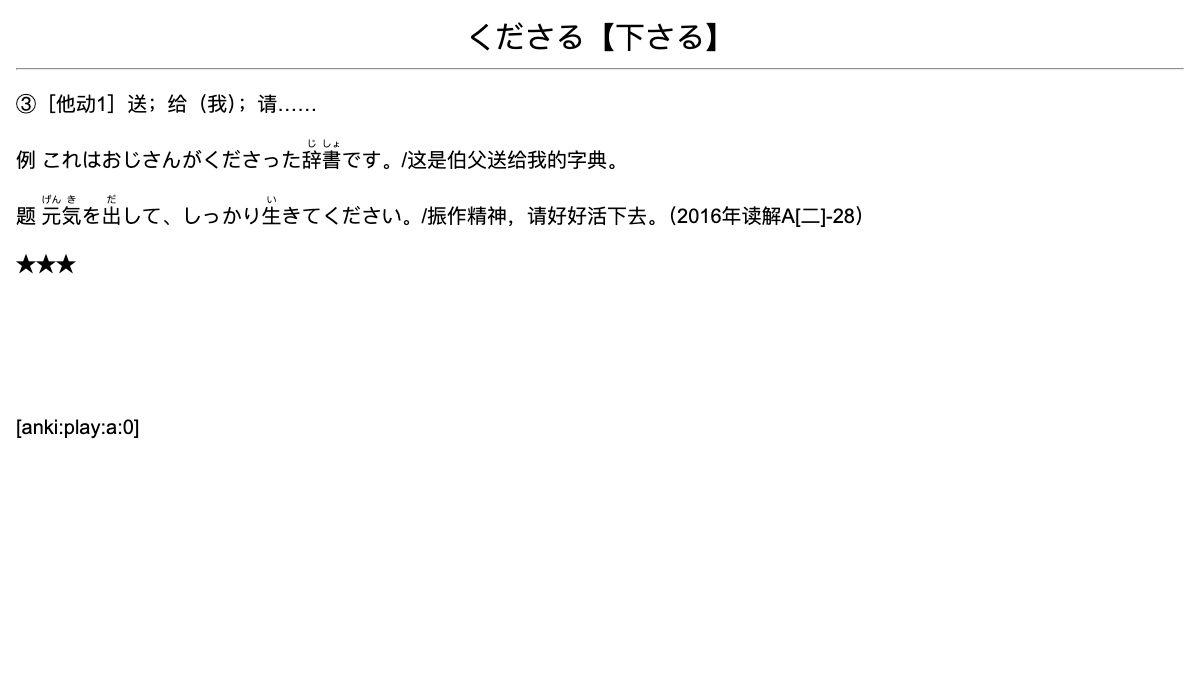 くださる【下さる】
③［他动1］送；给（我）；请……
じしょ
例 これはおじさんがくださった辞書です。/这是伯父送给我的字典。
げんき だ い
题 元気を出して、しっかり生きてください。/振作精神，请好好活下去。（2016年读解A[二]-28）
★★★
[anki:play:a:0]